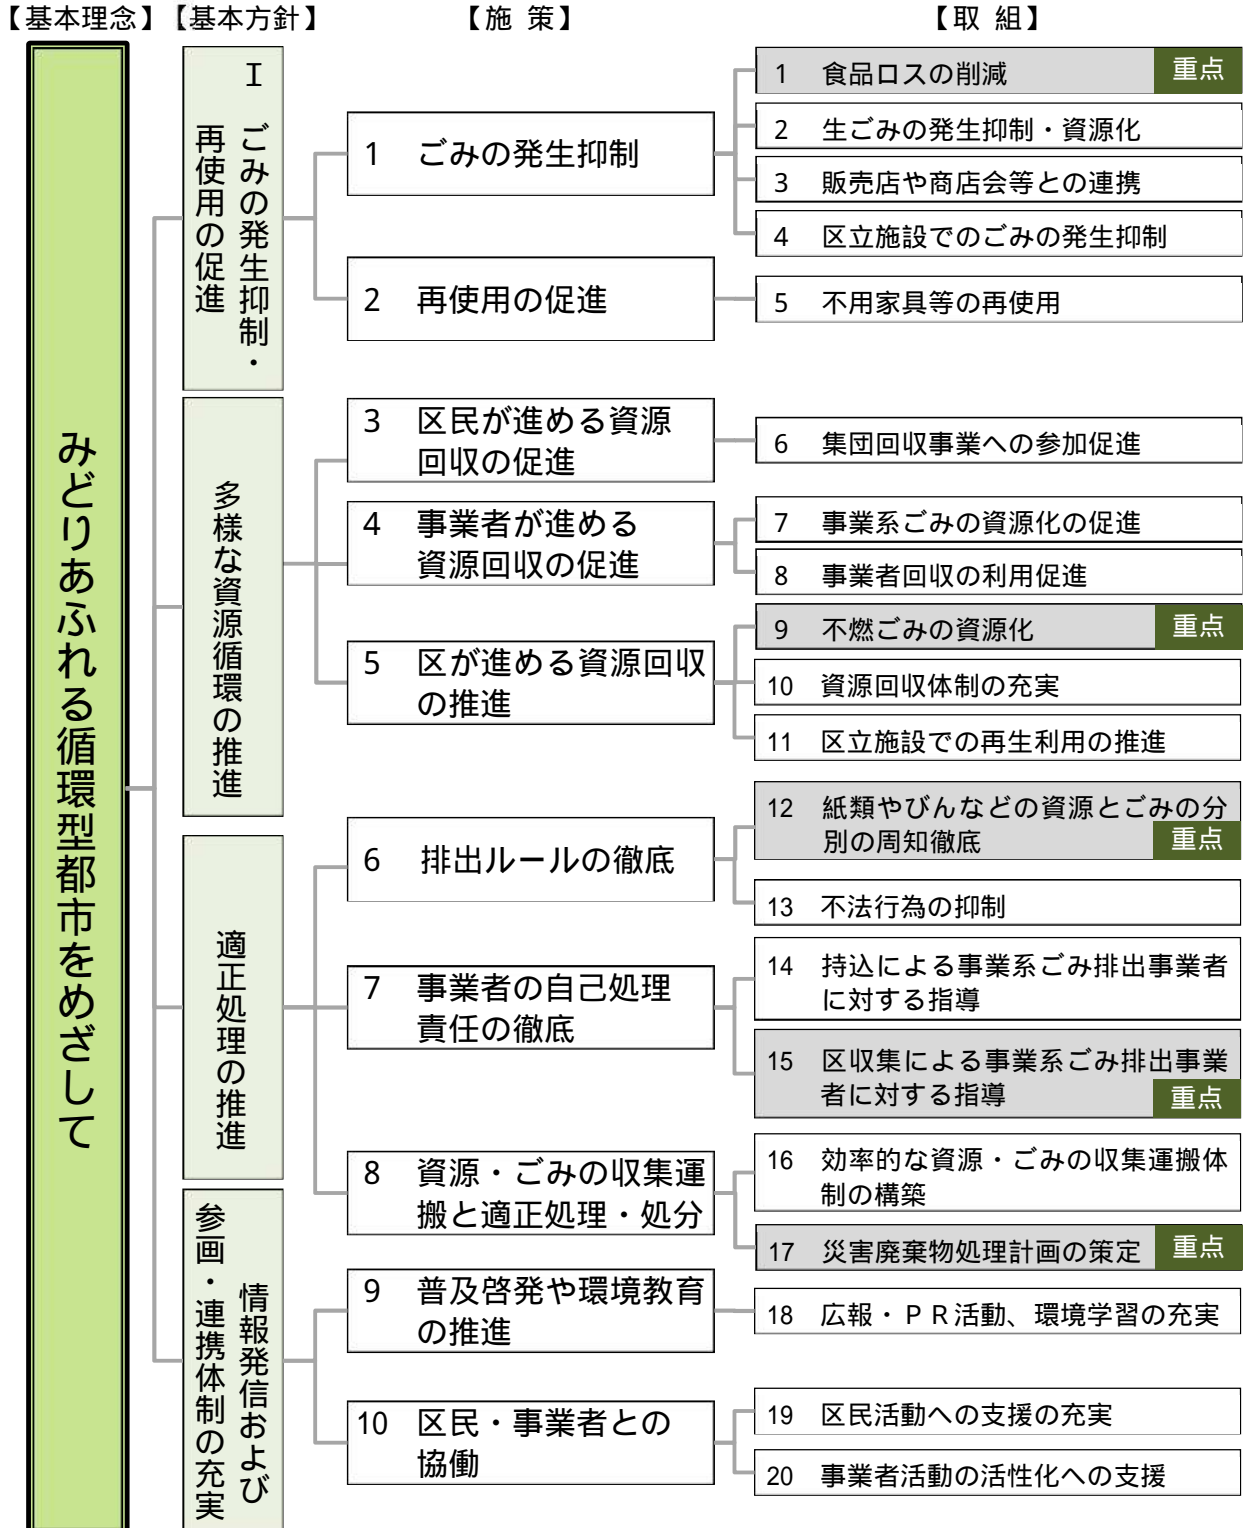 【基本理念】【基本方針】 【施 策】 【取 組】
みどりあふれる循環型都市をめざして
Ⅰ ごみの発生抑制・
再使用の促進
1 ごみの発生抑制
1 食品ロスの削減 重点
2 生ごみの発生抑制・資源化
3 販売店や商店会等との連携
4 区立施設でのごみの発生抑制
2 再使用の促進
5 不用家具等の再使用
多様な資源循環の推進
3 区民が進める資源
回収の促進
6 集団回収事業への参加促進
4 事業者が進める
資源回収の促進
7 事業系ごみの資源化の促進
8 事業者回収の利用促進
5 区が進める資源回収
の推進
9 不燃ごみの資源化 重点
10 資源回収体制の充実
11 区立施設での再生利用の推進
適正処理の推進
6 排出ルールの徹底
12 紙類やびんなどの資源とごみの分
別の周知徹底 重点
13 不法行為の抑制
7 事業者の自己処理
責任の徹底
14 持込による事業系ごみ排出事業者
に対する指導
15 区収集による事業系ごみ排出事業
者に対する指導 重点
8 資源・ごみの収集運
搬と適正処理・処分
16 効率的な資源・ごみの収集運搬体
制の構築
17 災害廃棄物処理計画の策定 重点
情報発信および
参画・連携体制の充実
9 普及啓発や環境教育
の推進
18 広報・ＰＲ活動、環境学習の充実
10 区民・事業者との
協働
19 区民活動への支援の充実
20 事業者活動の活性化への支援